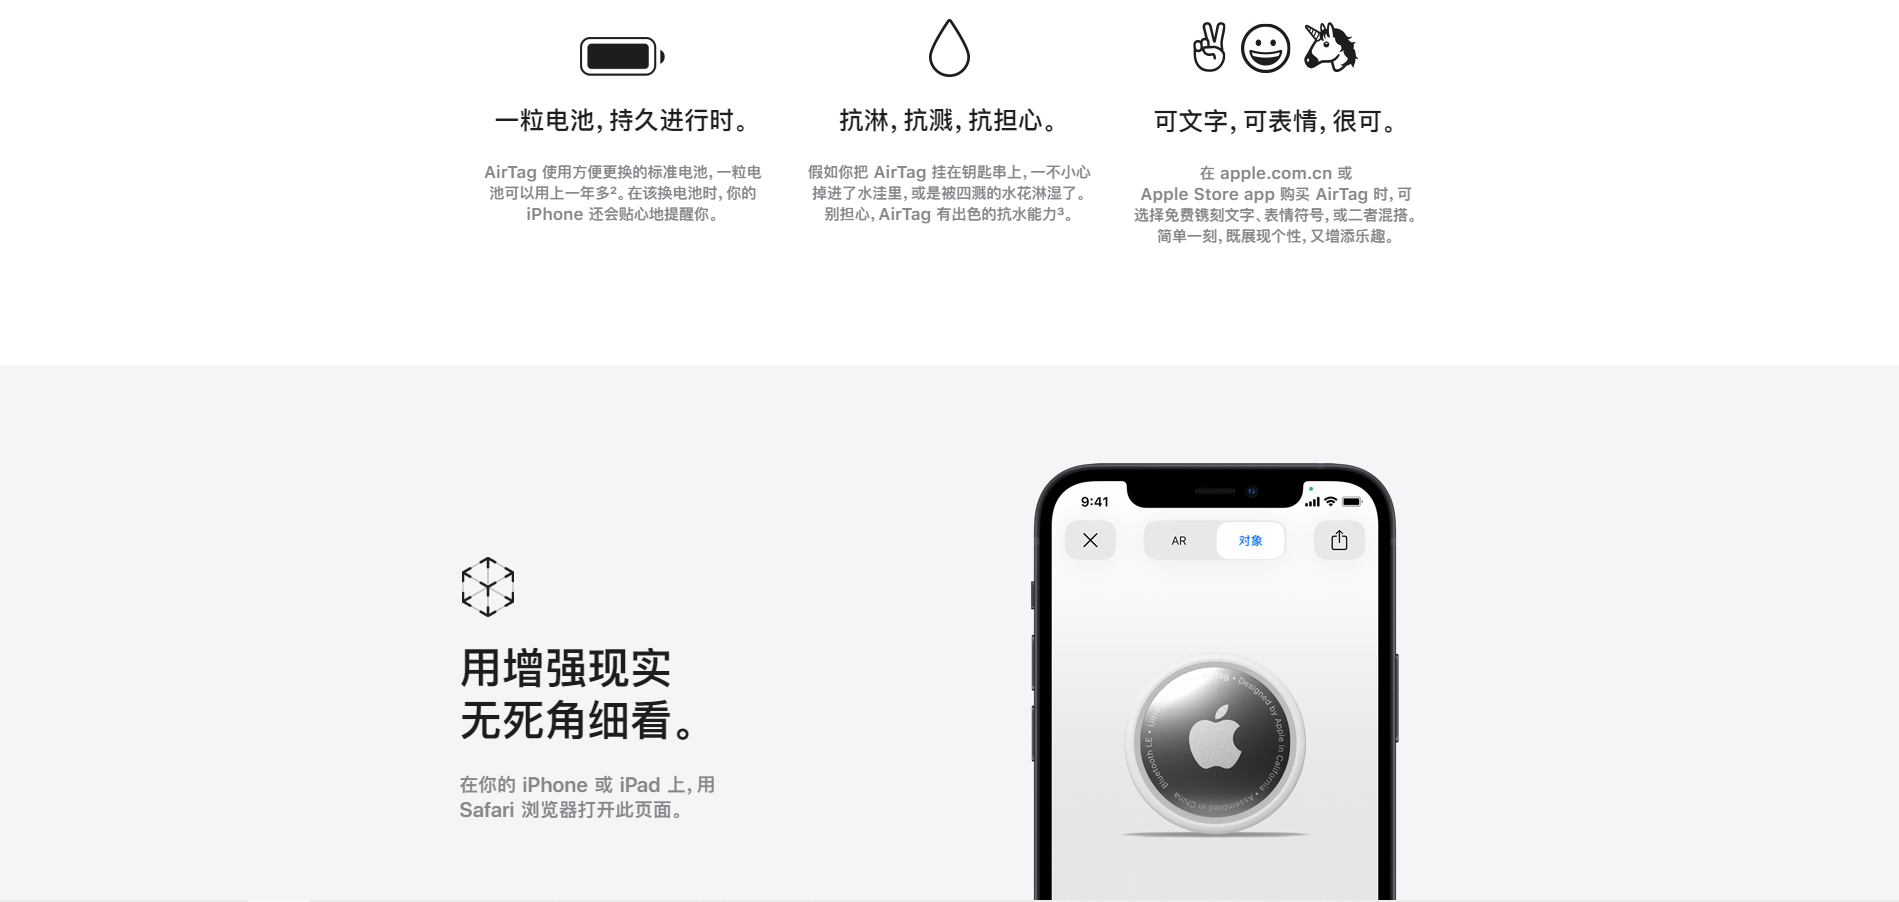 一粒电池，持久进行时。
AirTag 使用方便更换的标准电池，一粒电
池可以用上一年多²。在该换电池时，你的
iPhone 还会贴心地提醒你。
抗淋，抗溅，抗担心。
假如你把 AirTag 挂在钥匙串上，一不小心
掉进了水洼里，或是被四溅的水花淋湿了。
别担心，AirTag 有出色的抗水能力³。
可文字，可表情，很可。
在 apple.com.cn 或
Apple Store app 购买 AirTag 时，可
选择免费镌刻文字、表情符号，或二者混搭。
简单一刻，既展现个性，又增添乐趣。
用增强现实
无死角细看。
在你的 iPhone 或 iPad 上，用
Safari 浏览器打开此页面。
9:41
AR
对象
Tag • Designed by Apple in California • Assembled in China
Bluetooth LE •